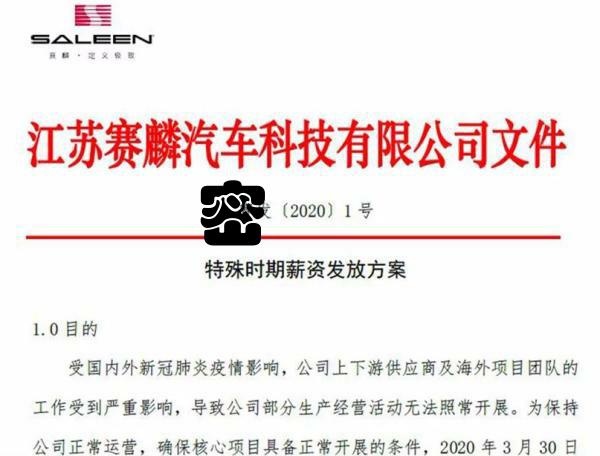 SALEEN
赛麟·定义极致
江苏赛麟汽车科技有限公司文件
发〔2020〕1 号
特殊时期薪资发放方案
1.0 目的
受国内外新冠肺炎疫情影响，公司上下游供应商及海外项目团队的
工作受到严重影响，导致公司部分生产经营活动无法照常开展。为保持
公司正常运营，确保核心项目具备正常开展的条件，2020 年 3 月 30 日